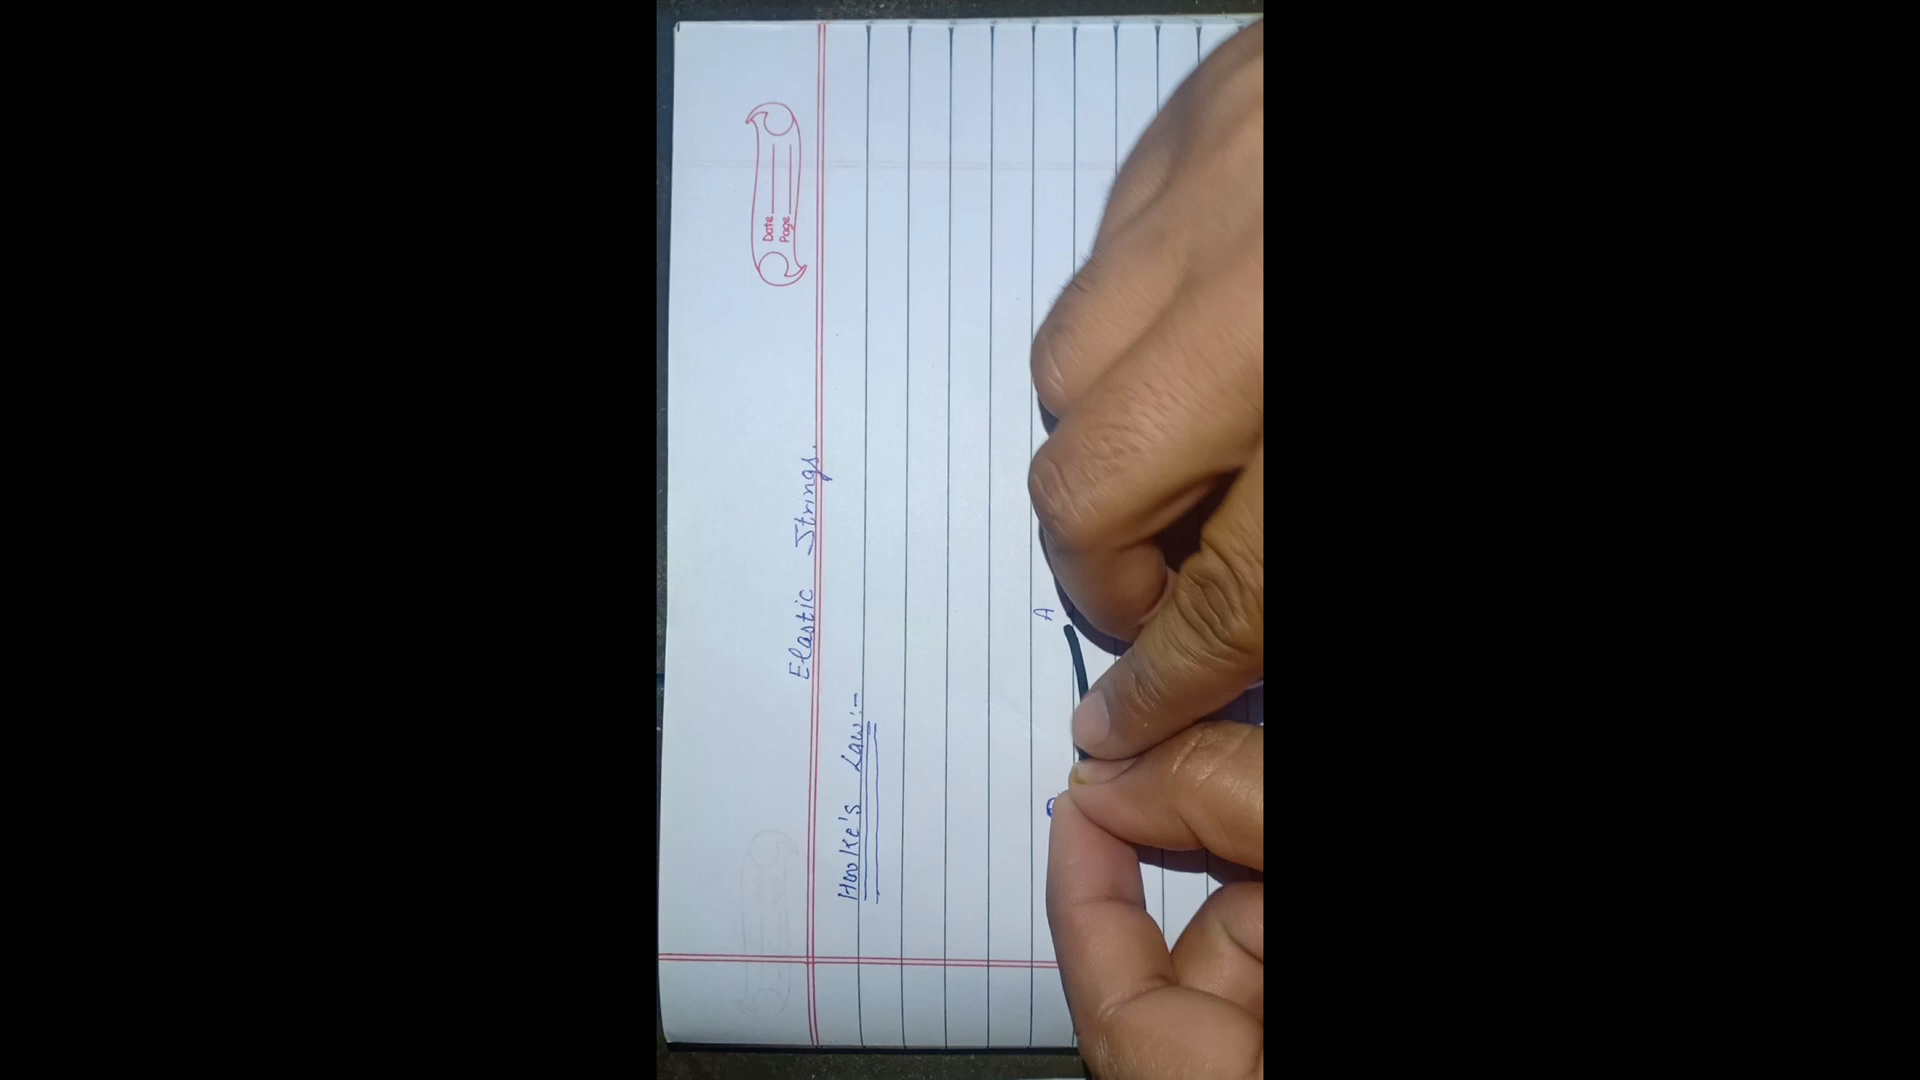 Date
Page
Elastic Strings.
Hooke's Law:-
A